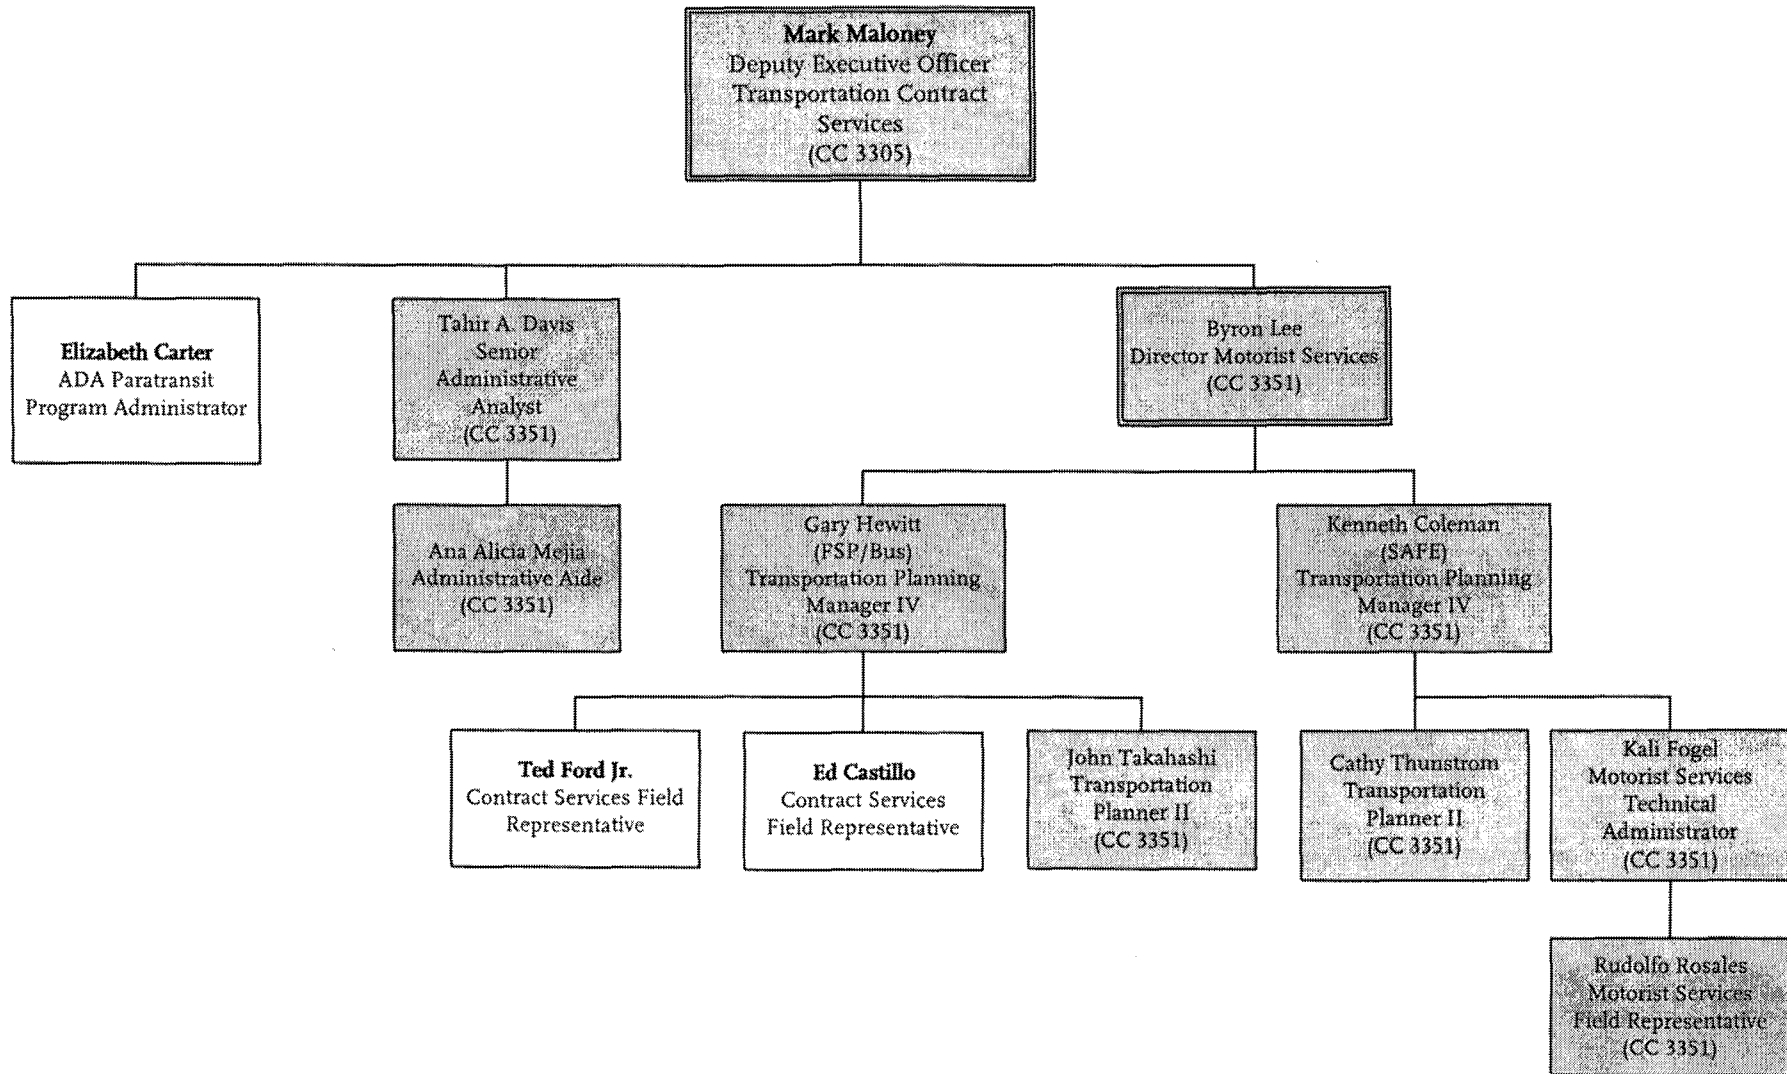 Mark Maloney
Deputy Executive Officer
Transportation Contract
Services
(CC 3305)
Elizabeth Carter
ADA Paratransit
Program Administrator
Tahir A. Davis
Senior
Administrative
Analyst
(CC 3351)
Byron Lee
Director Motorist Services
(CC 3351)
Ana Alicia Mejia
Administrative Aide
(CC 3351)
Gary Hewitt
(FSP/Bus)
Transportation Planning
Manager IV
(CC 3351)
Kenneth Coleman
(SAFE)
Transportation Planning
Manager IV
(CC 3351)
Ted Ford Jr.
Contract Services Field
Representative
Ed Castillo
Contract Services
Field Representative
John Takahashi
Transportation
Planner II
(CC 3351)
Cathy Thunstrom
Transportation
Planner II
(CC 3351)
Kali Fogel
Motorist Services
Technical
Administrator
(CC 3351)
Rudolfo Rosales
Motorist Services
Field Representative
(CC 3351)